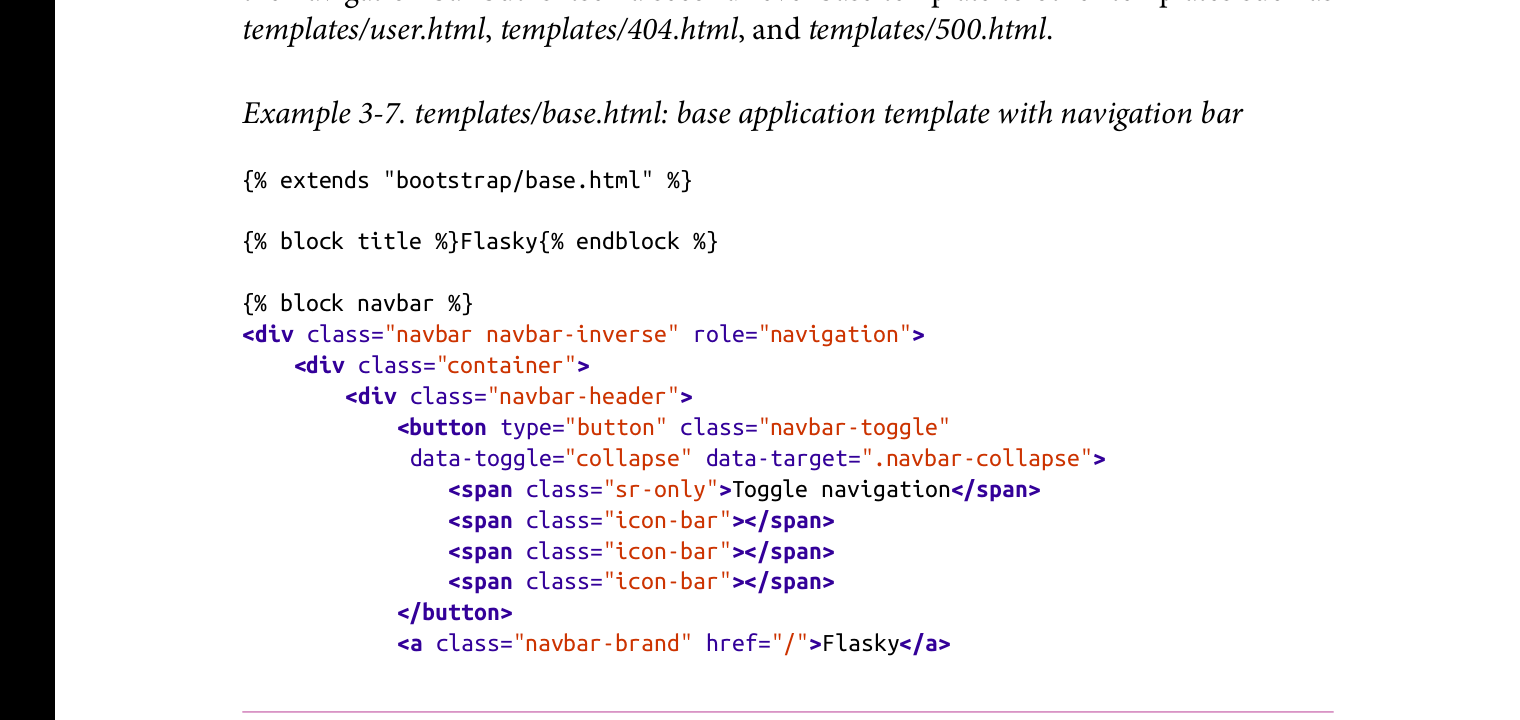 templates/user.html, templates/404.html, and templates/500.html.
Example 3-7. templates/base.html: base application template with navigation bar
{% extends "bootstrap/base.html" %}
{% block title %}Flasky{% endblock %}
{% block navbar %}
<div class="navbar navbar-inverse" role="navigation">
    <div class="container">
        <div class="navbar-header">
            <button type="button" class="navbar-toggle"
             data-toggle="collapse" data-target=".navbar-collapse">
                <span class="sr-only">Toggle navigation</span>
                <span class="icon-bar"></span>
                <span class="icon-bar"></span>
                <span class="icon-bar"></span>
            </button>
            <a class="navbar-brand" href="/">Flasky</a>